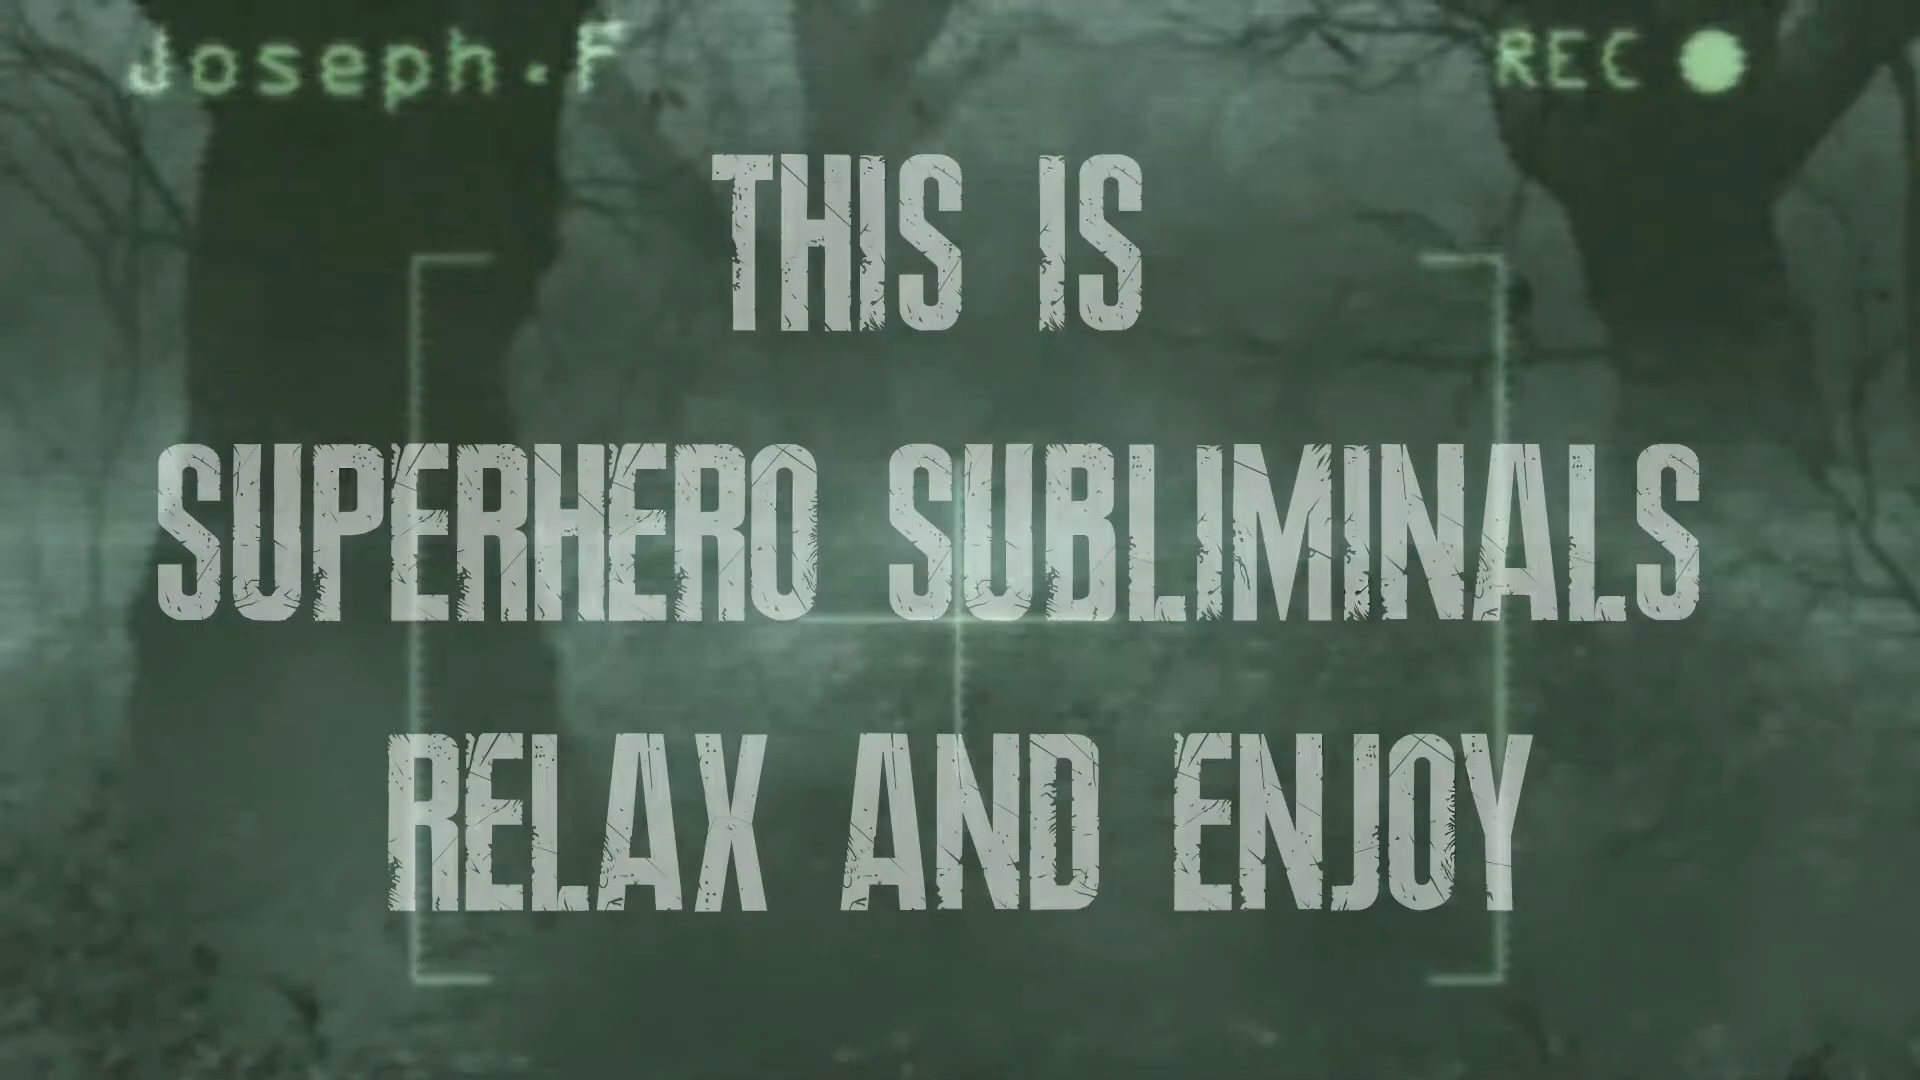 Joseph.F
REC
THIS IS
SUPERHERO SUBLIMINALS
RELAX AND ENJOY